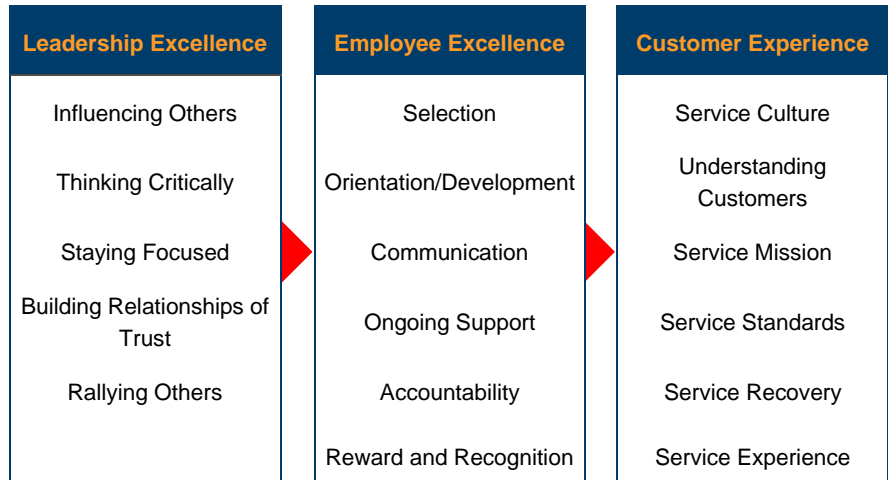 Leadership Excellence
Influencing Others
Thinking Critically
Staying Focused
Building Relationships of
Trust
Rallying Others
Employee Excellence
Selection
Orientation/Development
Communication
Ongoing Support
Accountability
Reward and Recognition
Customer Experience
Service Culture
Understanding
Customers
Service Mission
Service Standards
Service Recovery
Service Experience